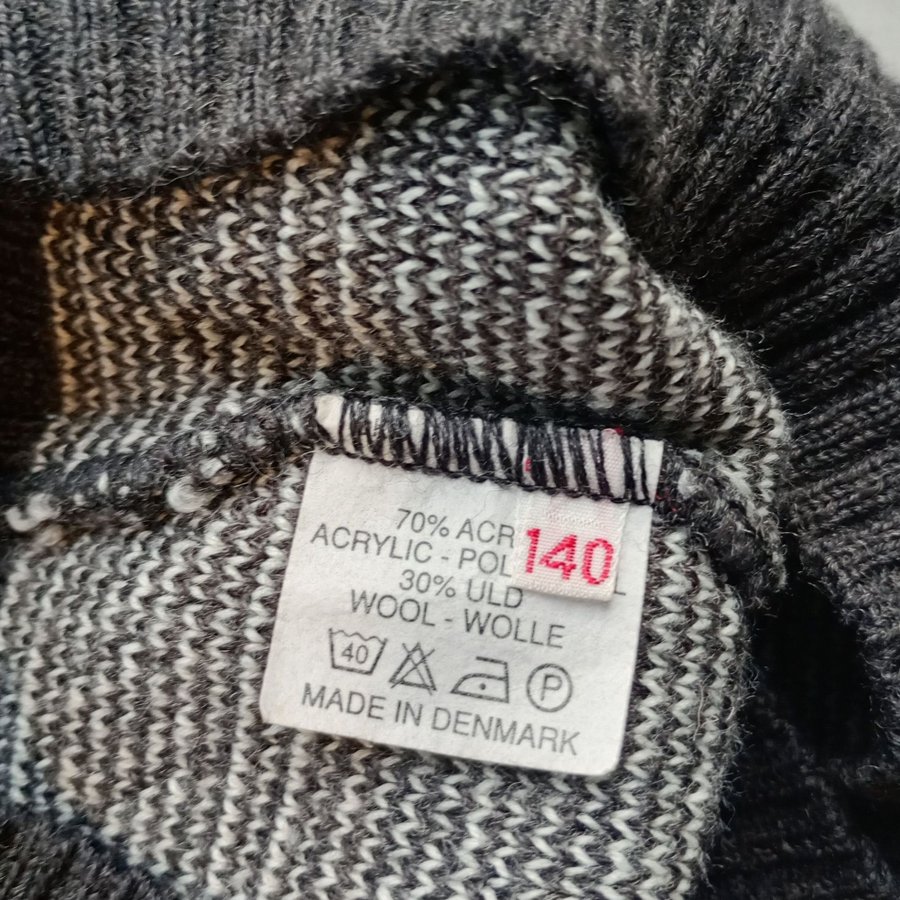 70% ACR
ACRYLIC - POL
140
L
30% ULD
WOOL - WOLLE
40
P
MADE IN DENMARK